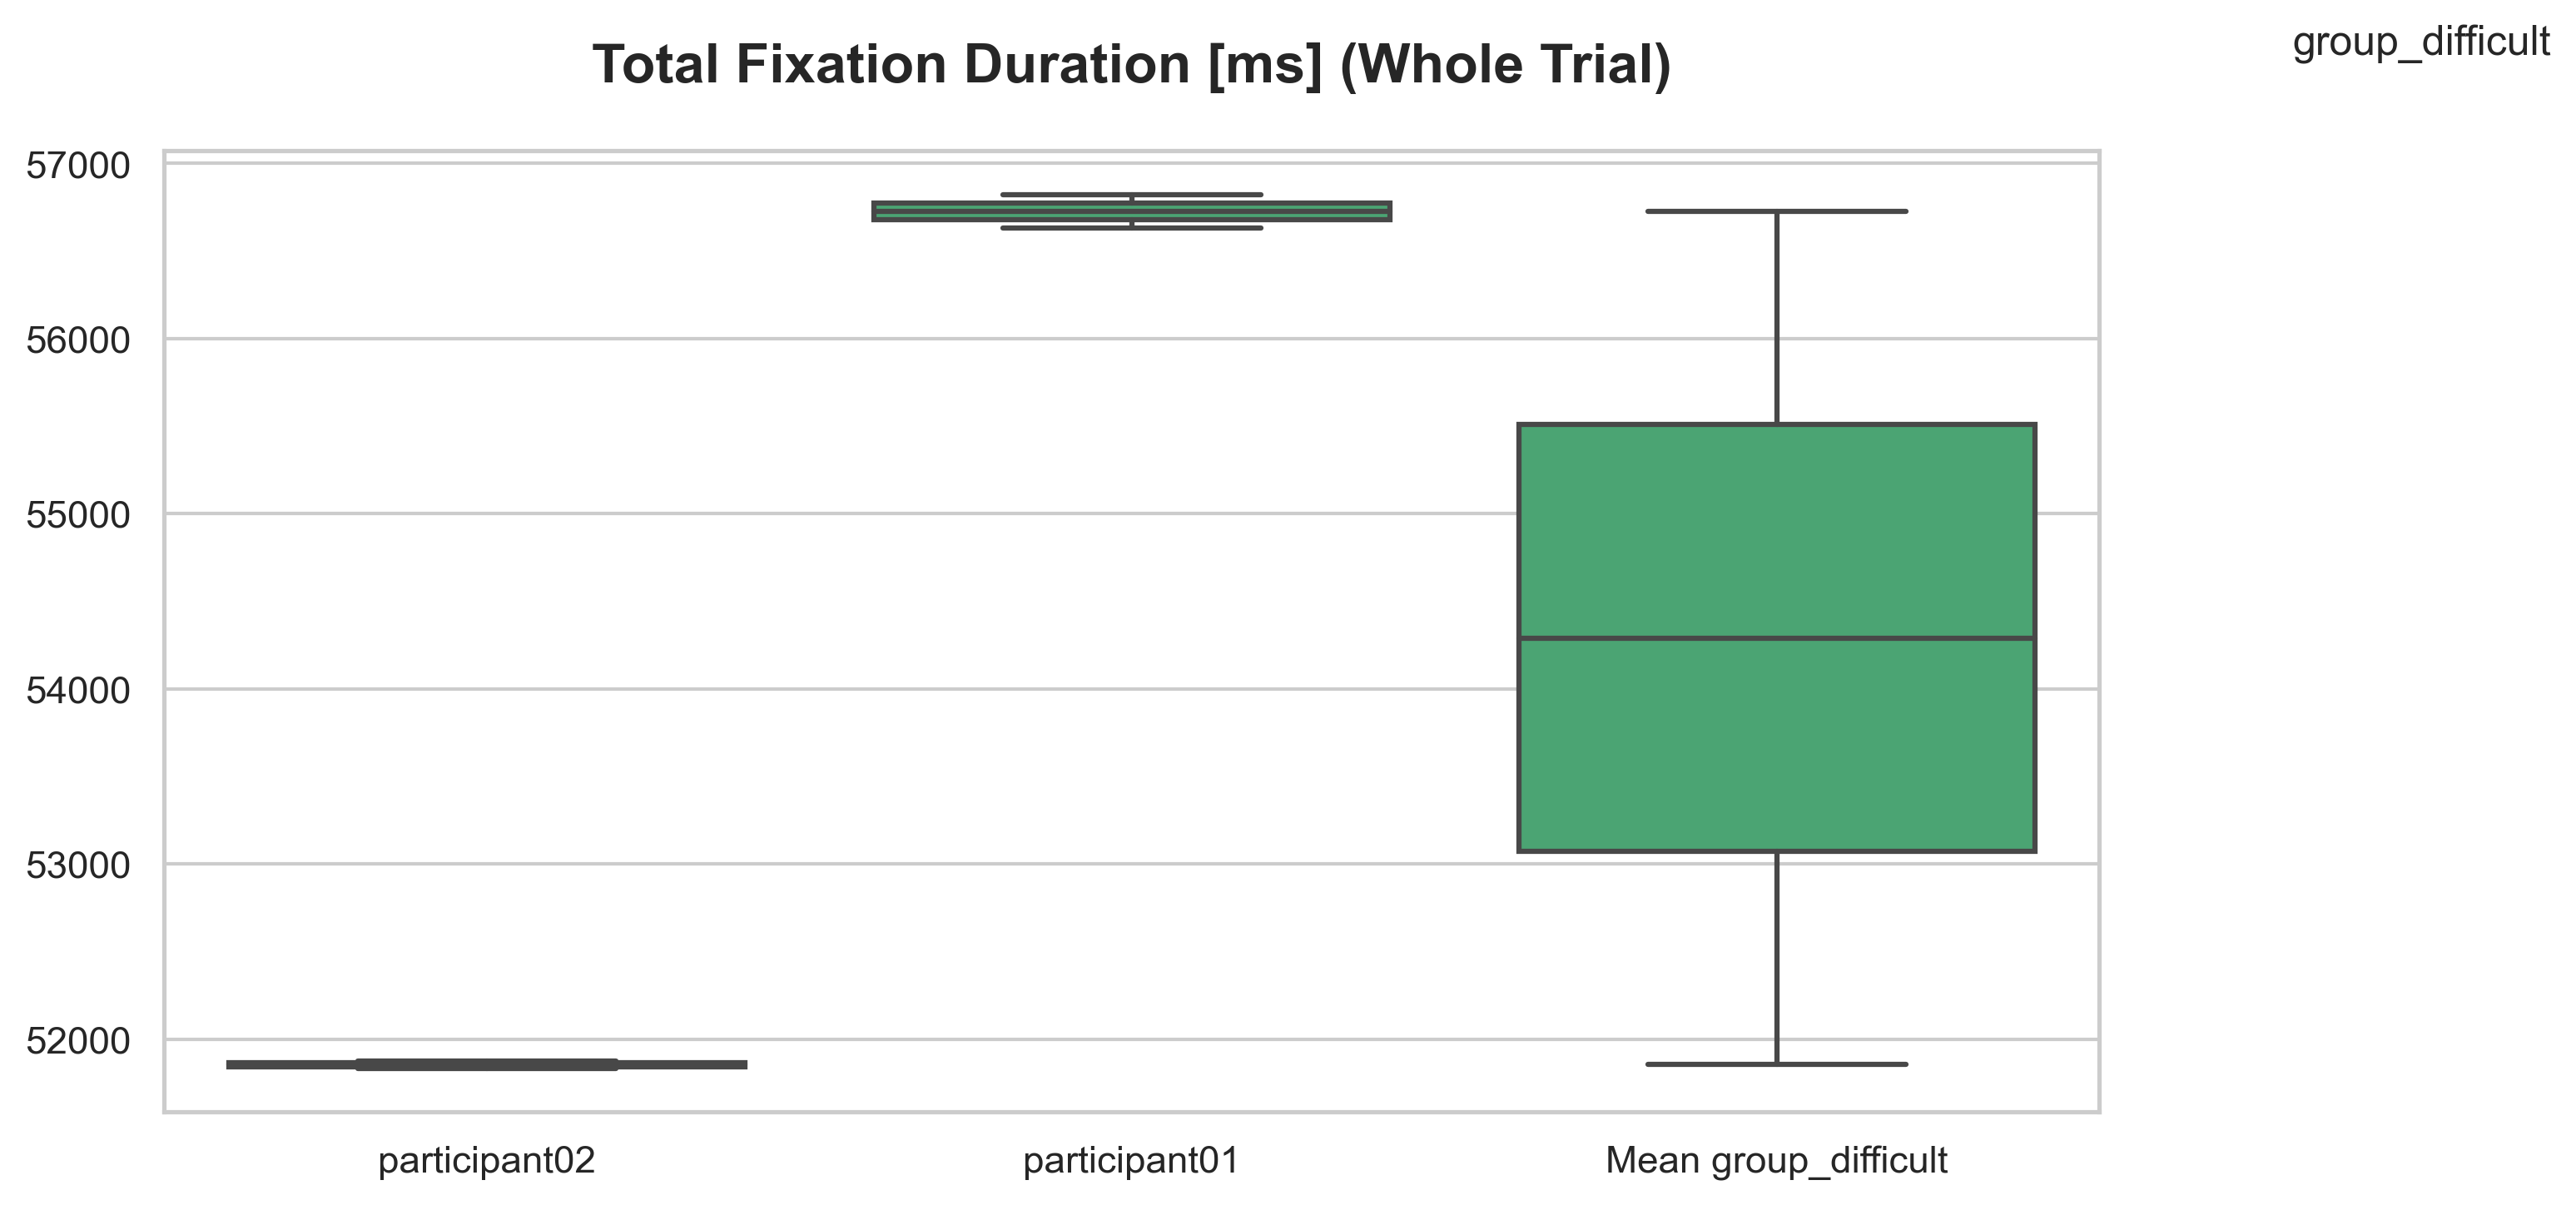 group_difficult
Total Fixation Duration [ms] (Whole Trial)
57000
56000
55000
54000
53000
52000
participant02
participant01
Mean group_difficult